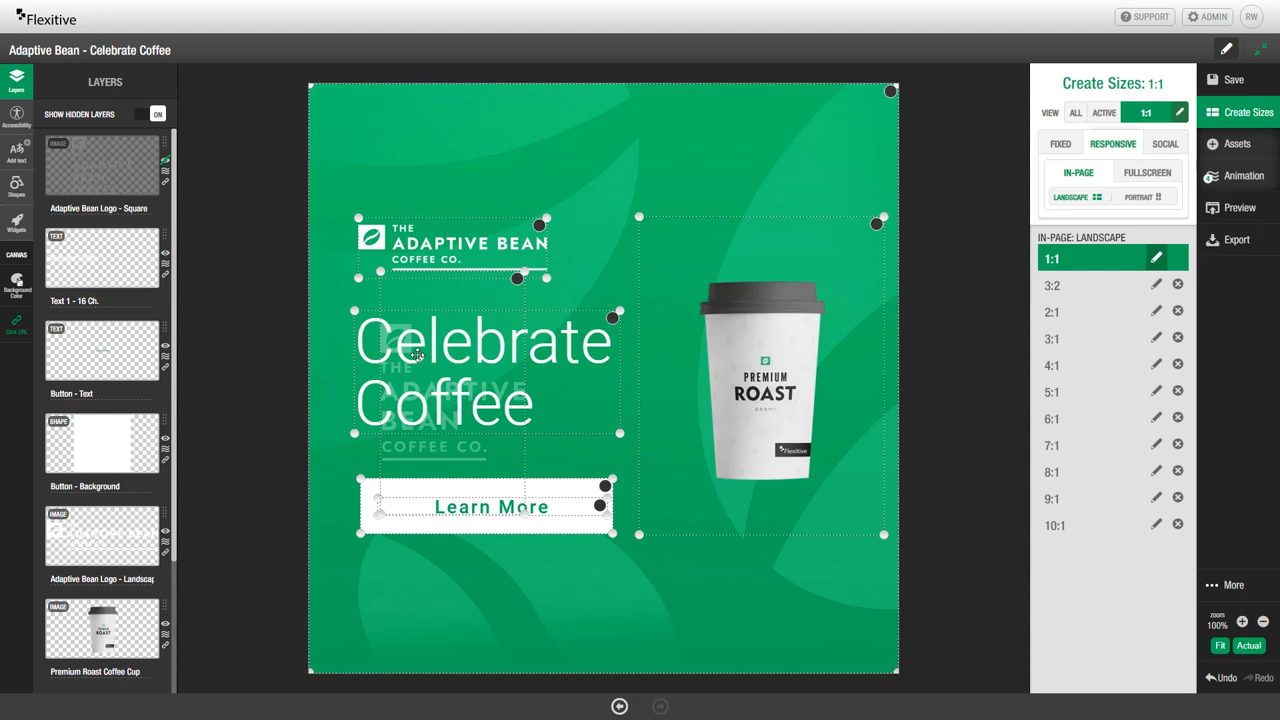 Flexitive
SUPPORT
ADMIN
RW
Adaptive Bean - Celebrate Coffee
Layers
Accessibility
Add text
Shapes
Widgets
CANVAS
Background
Color
Click URL
LAYERS
SHOW HIDDEN LAYERS
ON
IMAGE
Adaptive Bean Logo - Square
TEXT
Text 1 - 16 Ch.
TEXT
Button - Text
SHAPE
Button - Background
IMAGE
Adaptive Bean Logo - Landscap
IMAGE
Premium Roast Coffee Cup
THE
ADAPTIVE BEAN
COFFEE CO.
Celebrate
Coffee
THE
ADAPTIVE
BEAN
COFFEE CO.
Learn More
PREMIUM
ROAST
Flexitive
Create Sizes: 1:1
VIEW
ALL
ACTIVE
1:1
FIXED
RESPONSIVE
SOCIAL
IN-PAGE
FULLSCREEN
LANDSCAPE
PORTRAIT
IN-PAGE: LANDSCAPE
1:1
3:2
2:1
3:1
4:1
5:1
6:1
7:1
8:1
9:1
10:1
Save
Create Sizes
Assets
4
Animation
Preview
Export
More
zoom
100%
Fit
Actual
Undo
Redo